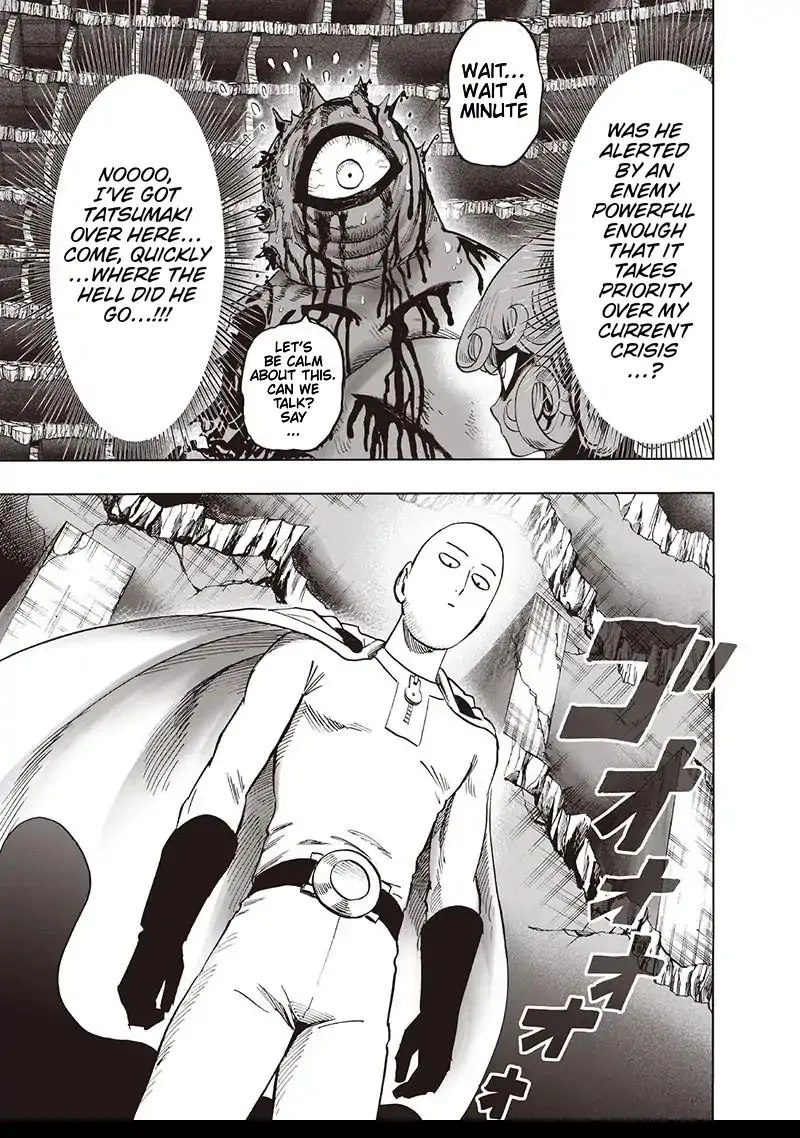 WAS HE
ALERTED
BY AN
ENEMY
POWERFUL
ENOUGH
THAT IT
TAKES
PRIORITY
OVER MY
CURRENT
CRISIS
...?
WAIT...
WAIT A
MINUTE
NOOOO,
I'VE GOT
TATSUMAKI
OVER HERE...
COME, QUICKLY
...WHERE THE
HELL DID HE
GO...!!!
LET'S
BE CALM
ABOUT THIS.
CAN WE
TALK?
SAY
...
ゴオオオオオ